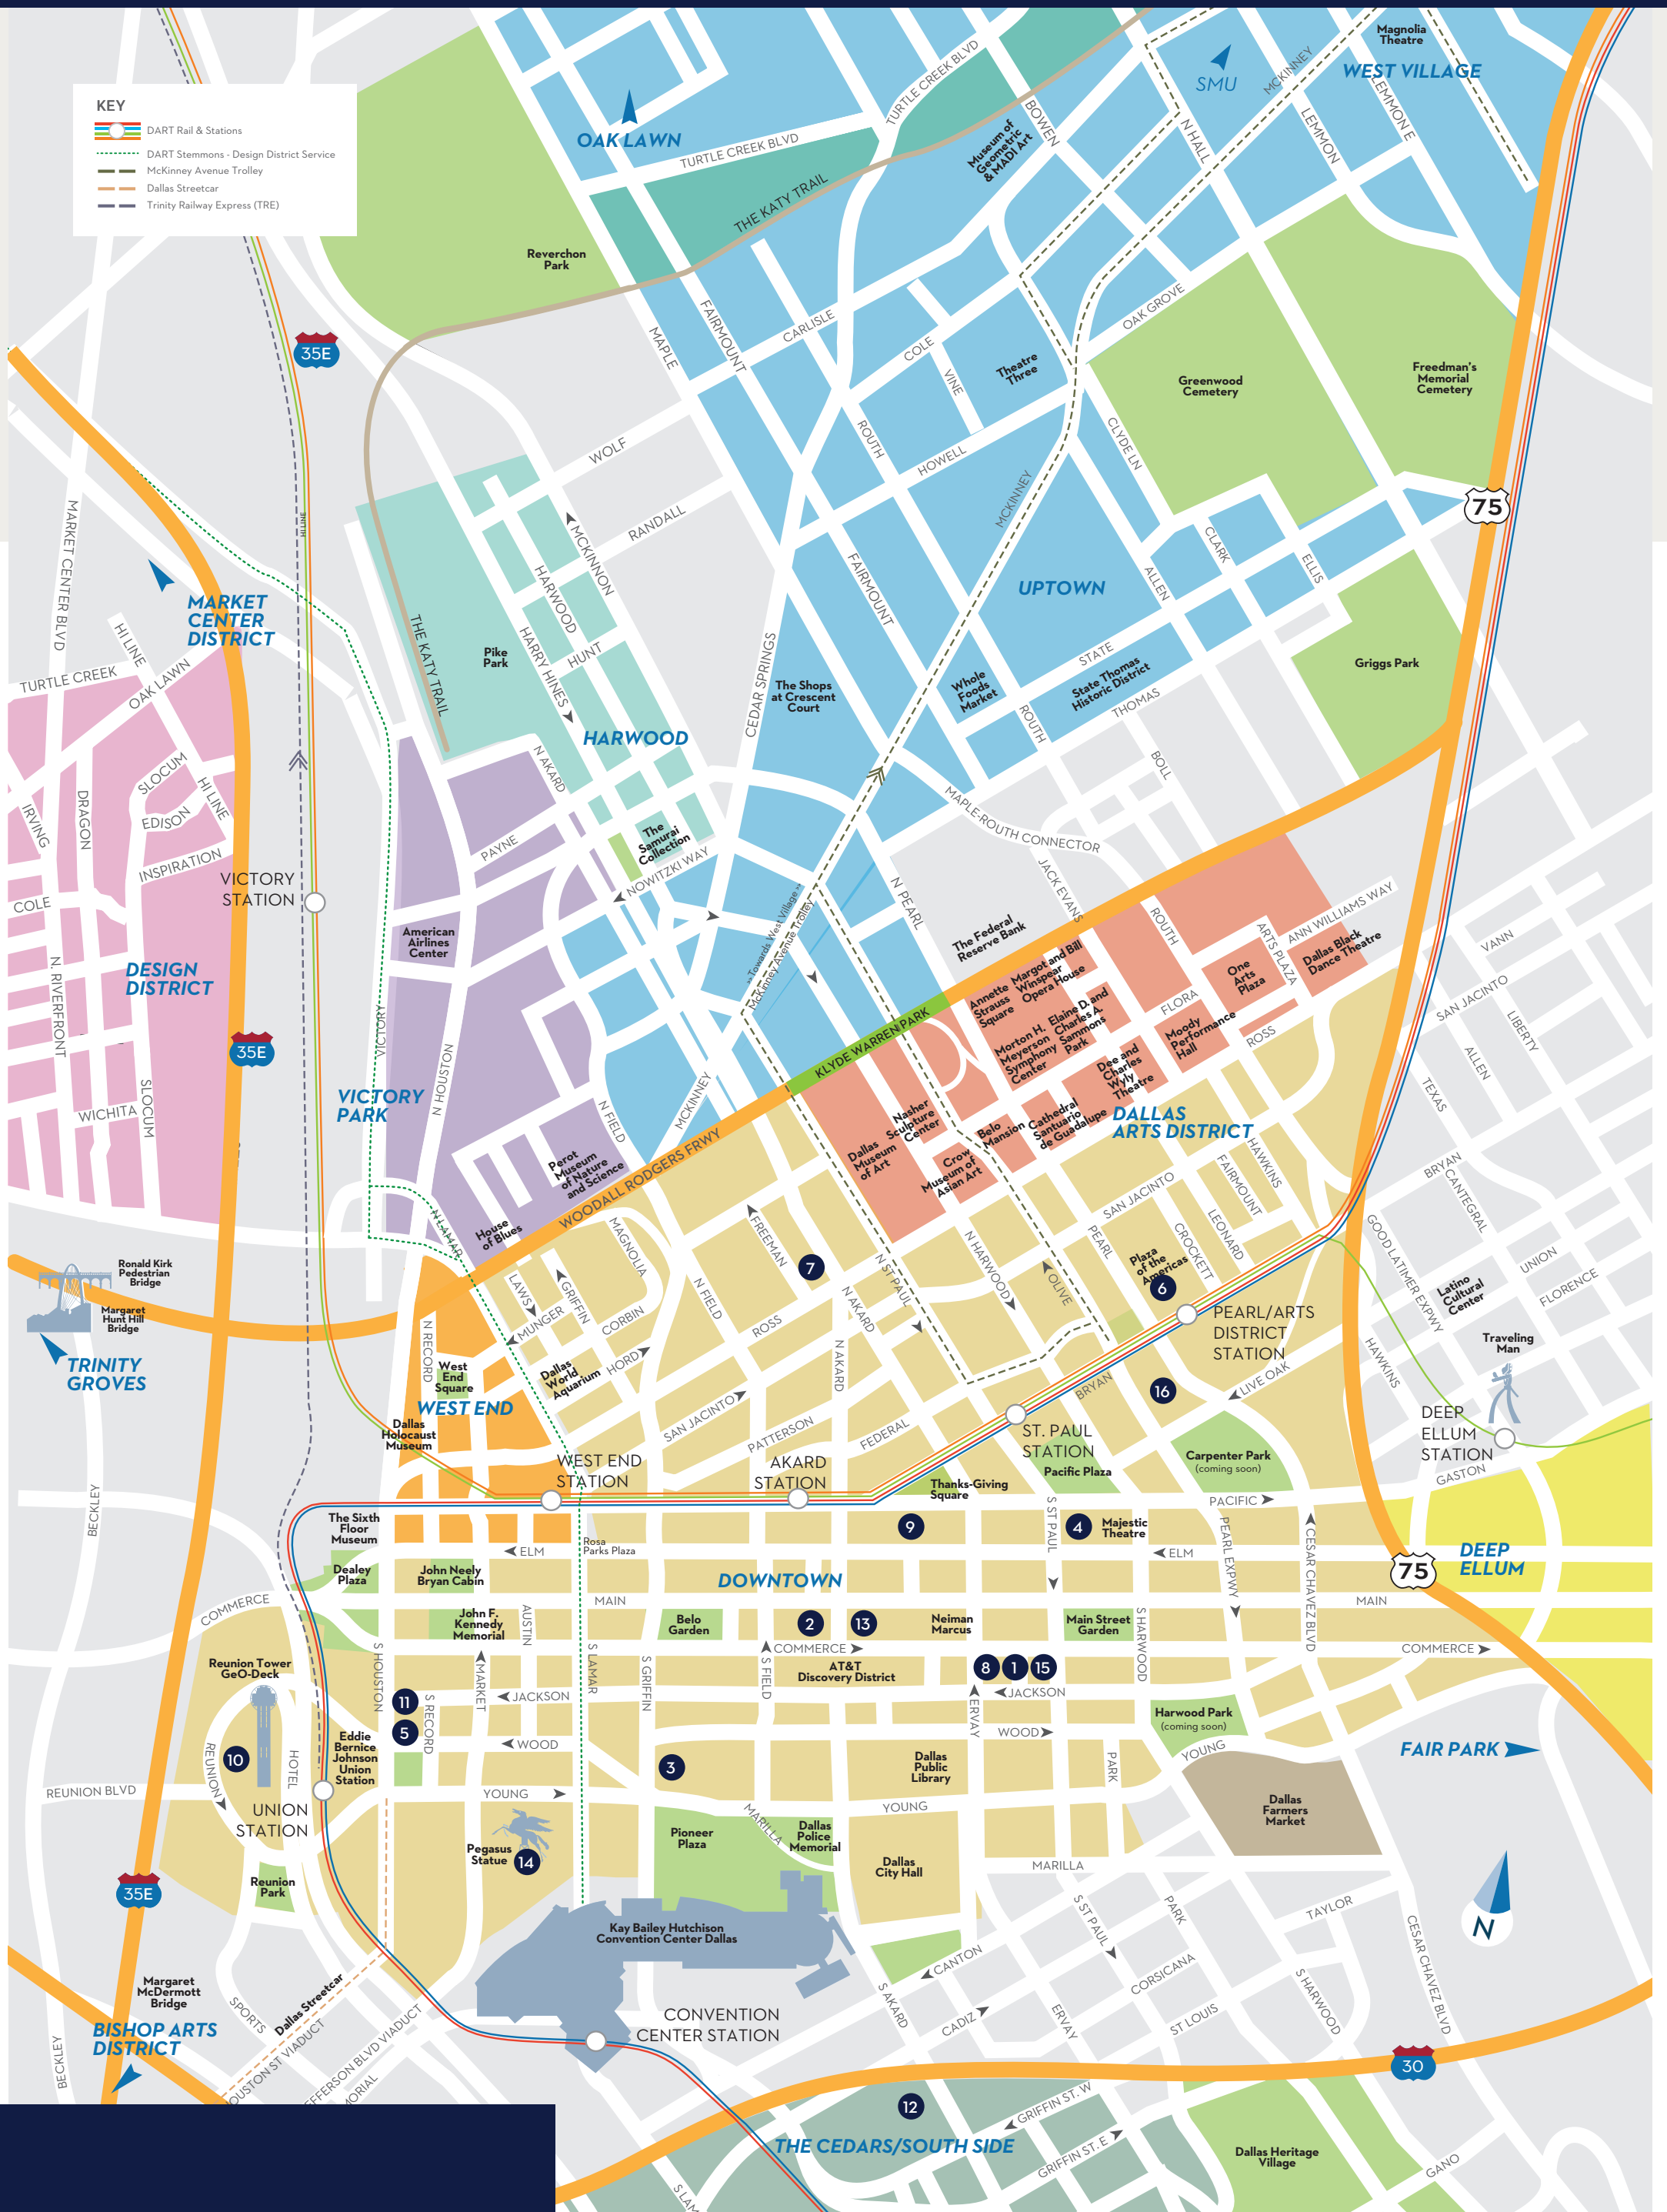 KEY
DART Rail & Stations
DART Stemmons - Design District Service
McKinney Avenue Trolley
Dallas Streetcar
Trinity Railway Express (TRE)
OAK LAWN
TURTLE CREEK BLVD
TURTLE CREEK BLVD
THE KATY TRAIL
Reverchon
Park
Museum of
Geometric
& MADI Art
BOWEN
SMU
MCKINNEY
Magnolia
Theatre
WEST VILLAGE
LEMMON E
LEMMON
N HALL
35E
MAPLE
FAIRMOUNT
CARLISLE
COLE
VINE
Theatre
Three
OAK GROVE
Greenwood
Cemetery
Freedman's
Memorial
Cemetery
WOLF
ROUTH
HOWELL
CLYDE LN
MCKINNEY
75
HI LINE
MARKET CENTER BLVD
RANDALL
MCKINNON
HARWOOD
HARRY HINES
HUNT
FAIRMOUNT
CLARK
ELLIS
ALLEN
UPTOWN
MARKET
CENTER
DISTRICT
HI LINE
TURTLE CREEK
OAK LAWN
THE KATY TRAIL
Pike
Park
HARWOOD
CEDAR SPRINGS
The Shops
at Crescent
Court
Whole
Foods
Market
STATE
State Thomas
Historic District
THOMAS
Griggs Park
ROUTH
BOLL
N AKARD
SLOCUM
HI LINE
IRVING
DRAGON
EDISON
INSPIRATION
PAYNE
The
Samurai
Collection
NOWITZKI WAY
MAPLE-ROUTH CONNECTOR
VICTORY
STATION
COLE
JACK EVANS
N PEARL
ROUTH
ANN WILLIAMS WAY
ARTS PLAZA
American
Airlines
Center
Towards West Village
McKinney Avenue Trolley
The Federal
Reserve Bank
Annette
Strauss
Square
Margot and Bill
Winspear
Opera House
One
Arts
Plaza
Dallas Black
Dance Theatre
VANN
DESIGN
DISTRICT
N. RIVERFRONT
35E
VICTORY
KLYDE WARREN PARK
Morton H.
Meyerson
Symphony
Center
Elaine D. and
Charles A.
Sammons
Park
FLORA
Moody
Performance
Hall
ROSS
SAN JACINTO
LIBERTY
ALLEN
TEXAS
SLOCUM
WICHITA
VICTORY
PARK
N HOUSTON
N FIELD
MCKINNEY
Dee and
Charles
Wyly
Theatre
Nasher
Sculpture
Center
Dallas
Museum
of Art
Belo
Mansion
Cathedral
Santuario
de Guadalupe
DALLAS
ARTS DISTRICT
Crow
Museum of
Asian Art
Perot
Museum
of Nature
and Science
WOODALL RODGERS FRWY
House
of Blues
N LAMAR
HAWKINS
FAIRMOUNT
LEONARD
CROCKETT
SAN JACINTO
PEARL
BRYAN
CANTEGRAL
GOOD LATIMER EXPWY
UNION
FLORENCE
Latino
Cultural
Center
Ronald Kirk
Pedestrian
Bridge
Margaret
Hunt Hill
Bridge
TRINITY
GROVES
MAGNOLIA
LAWS
GRIFFIN
MUNGER
CORBIN
FREEMAN
7
N FIELD
N AKARD
ROSS
N ST PAUL
N HARWOOD
OLIVE
Plaza
of the
Americas
6
PEARL/ARTS
DISTRICT
STATION
Traveling
Man
N RECORD
West
End
Square
Dallas
World
Aquarium
HORD
N AKARD
BRYAN
16
LIVE OAK
HAWKINS
WEST END
Dallas
Holocaust
Museum
SAN JACINTO
PATTERSON
FEDERAL
ST. PAUL
STATION
Pacific Plaza
Carpenter Park
(coming soon)
DEEP
ELLUM
STATION
GASTON
WEST END
STATION
AKARD
STATION
Thanks-Giving
Square
PACIFIC
BECKLEY
The Sixth
Floor
Museum
9
S ST PAUL
4
Majestic
Theatre
PEARL EXPWY
CESAR CHAVEZ BLVD
ELM
Rosa
Parks Plaza
ELM
75
DEEP
ELLUM
Dealey
Plaza
John Neely
Bryan Cabin
DOWNTOWN
COMMERCE
MAIN
MAIN
John F.
Kennedy
Memorial
AUSTIN
Belo
Garden
2
13
Neiman
Marcus
Main Street
Garden
S HARWOOD
COMMERCE
COMMERCE
Reunion Tower
GeO-Deck
S HOUSTON
MARKET
S LAMAR
S GRIFFIN
S FIELD
AT&T
Discovery District
8
1
15
11
S RECORD
JACKSON
JACKSON
ERVAY
Harwood Park
(coming soon)
5
WOOD
WOOD
YOUNG
FAIR PARK
REUNION
10
HOTEL
Eddie
Bernice
Johnson
Union
Station
3
Dallas
Public
Library
PARK
REUNION BLVD
YOUNG
YOUNG
UNION
STATION
Dallas
Farmers
Market
Pegasus
Statue
14
Pioneer
Plaza
MARILLA
Dallas
Police
Memorial
Dallas
City Hall
MARILLA
35E
Reunion
Park
Kay Bailey Hutchison
Convention Center Dallas
S ST PAUL
PARK
TAYLOR
N
CANTON
CORSICANA
CESAR CHAVEZ BLVD
Margaret
McDermott
Bridge
SPORTS
Dallas Streetcar
S AKARD
CADIZ
ERVAY
ST LOUIS
S HARWOOD
BISHOP ARTS
DISTRICT
BECKLEY
OUSTON ST VIADUCT
EFFERSON BLVD VIADUCT
MORIAL
CONVENTION
CENTER STATION
30
12
GRIFFIN ST. W
THE CEDARS/SOUTH SIDE
GRIFFIN ST. E
Dallas Heritage
Village
GANO
S LAM